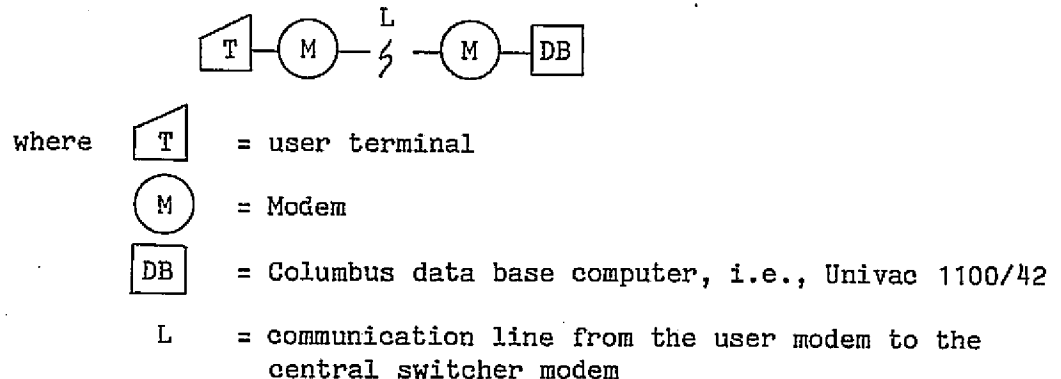 L
T M M DB
where T = user terminal
M = Modem
DB = Columbus data base computer, i.e., Univac 1100/42
L = communication line from the user modem to the
central switcher modem